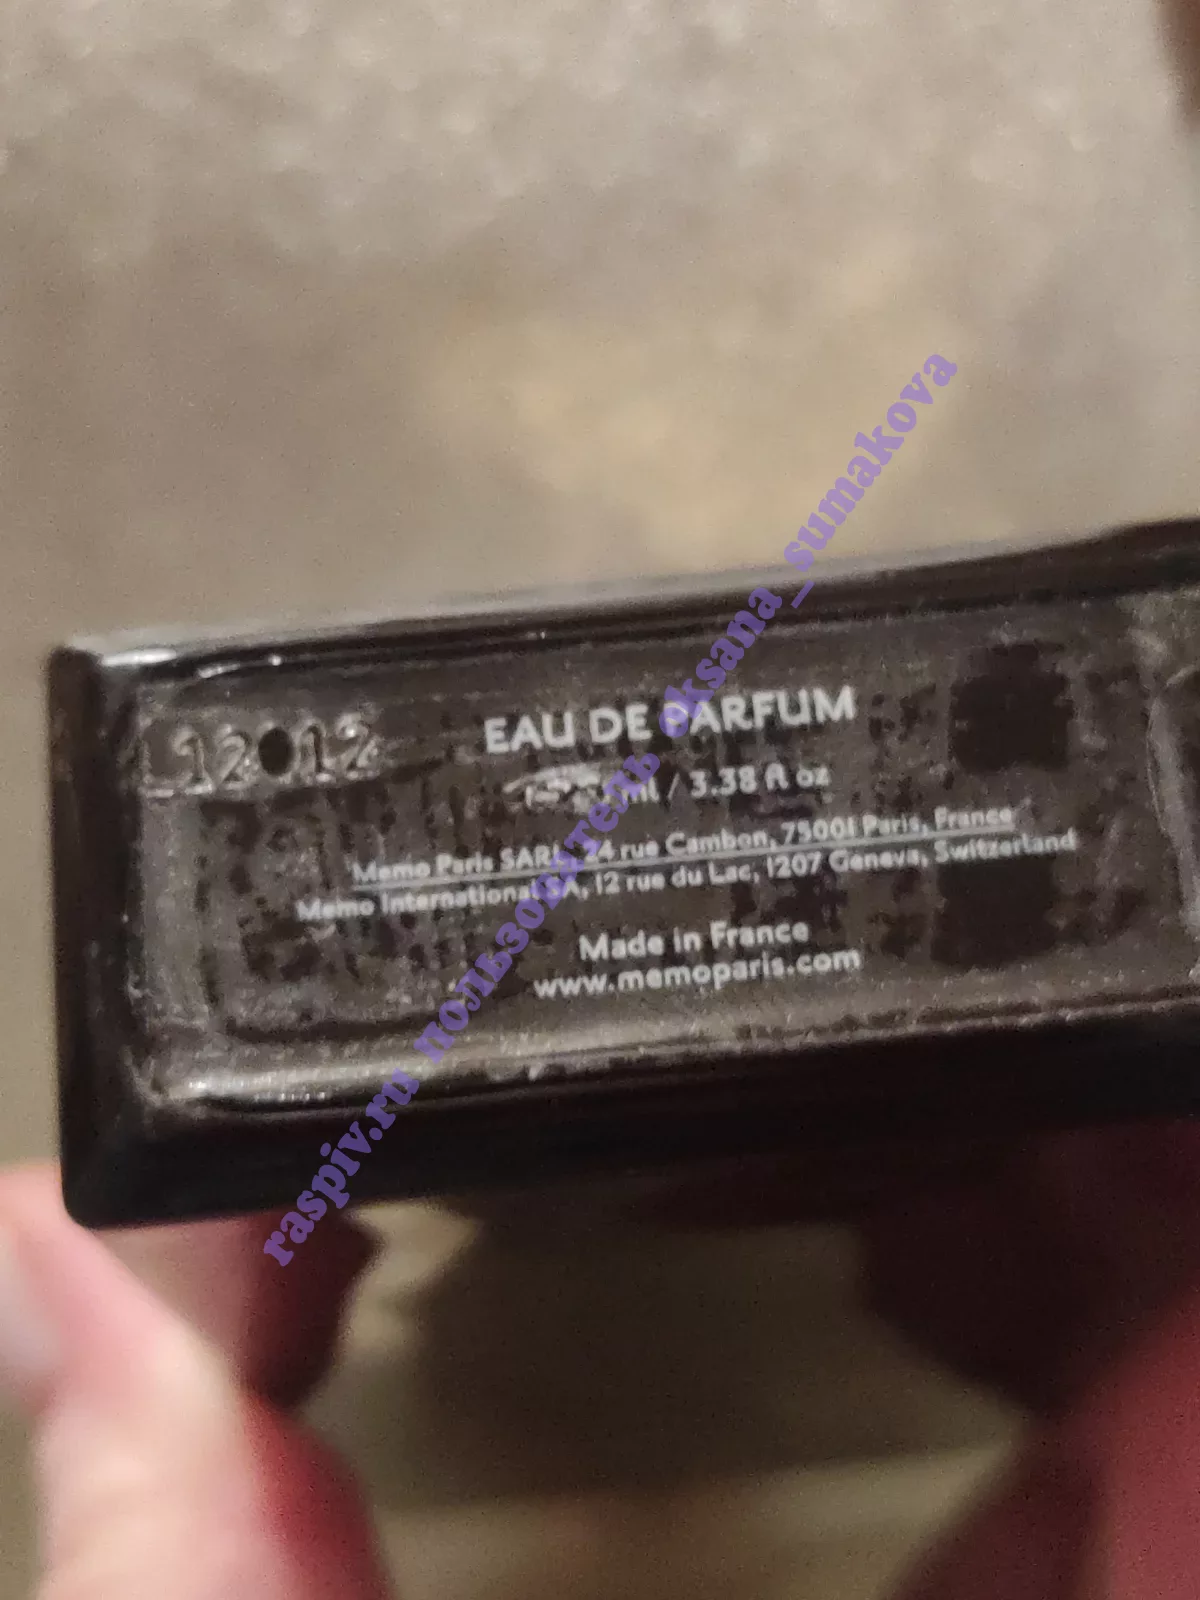 L12012
EAU DE PARFUM
ml / 3.38 fl oz
Memo Paris SARL, 24 rue Cambon, 75001 Paris, France
Memo International SA, 12 rue du Lac, 1207 Geneva, Switzerland
Made in France
www.memoparis.com
raspiv.ru пользователь oksana_sumakova